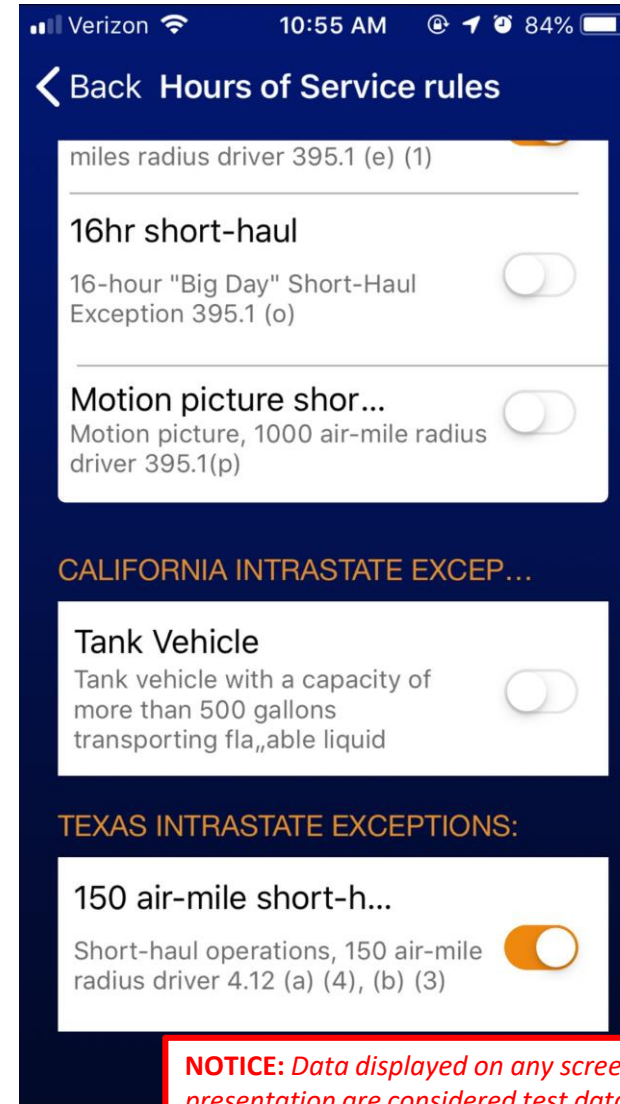 Verizon 10:55 AM 84%
Back Hours of Service rules
miles radius driver 395.1 (e) (1)
16hr short-haul
16-hour "Big Day" Short-Haul
Exception 395.1 (o)
Motion picture shor...
Motion picture, 1000 air-mile radius
driver 395.1(p)
CALIFORNIA INTRASTATE EXCEP...
Tank Vehicle
Tank vehicle with a capacity of
more than 500 gallons
transporting fla„able liquid
TEXAS INTRASTATE EXCEPTIONS:
150 air-mile short-h...
Short-haul operations, 150 air-mile
radius driver 4.12 (a) (4), (b) (3)
NOTICE: Data displayed on any scree
presentation are considered test data